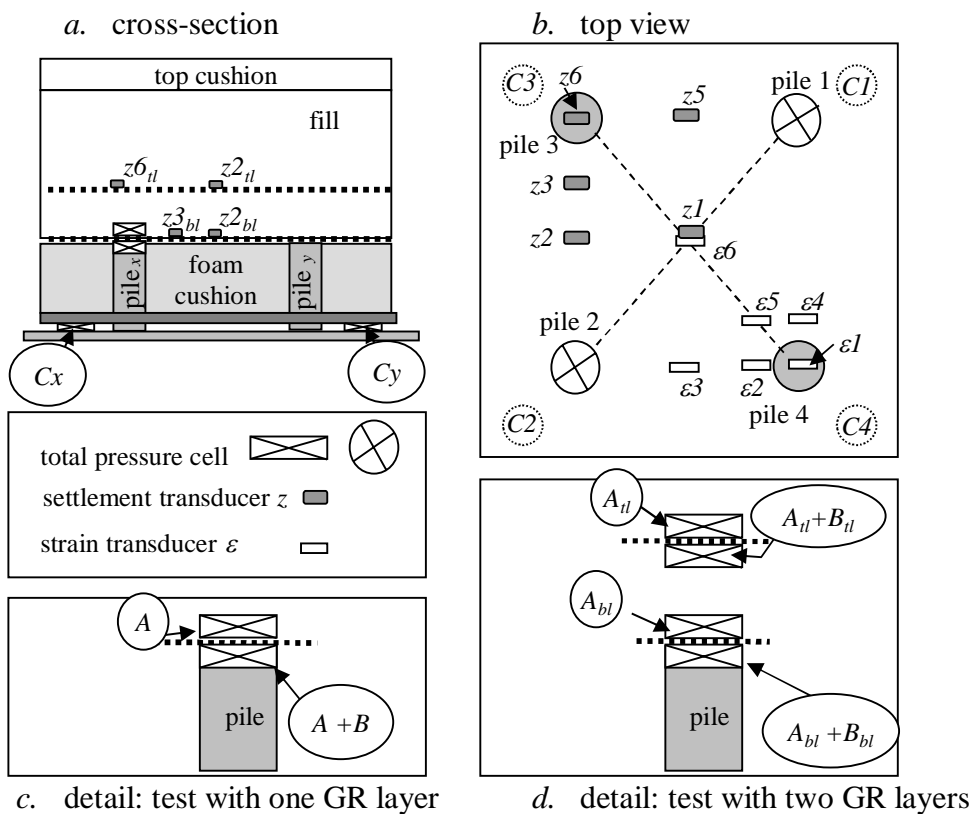 a. cross-section
top cushion
fill
z6tl
z2tl
z3bl
z2bl
pile x
foam
cushion
pile y
Cx
Cy
total pressure cell
settlement transducer z
strain transducer ε
A
A +B
pile
c. detail: test with one GR layer
b. top view
C3
z6
z5
pile 1
C1
pile 3
z3
z1
z2
ε6
pile 2
ε5
ε4
ε1
ε3
ε2
pile 4
C2
C4
Atl
Atl+Btl
Abl
pile
Abl +Bbl
d. detail: test with two GR layers